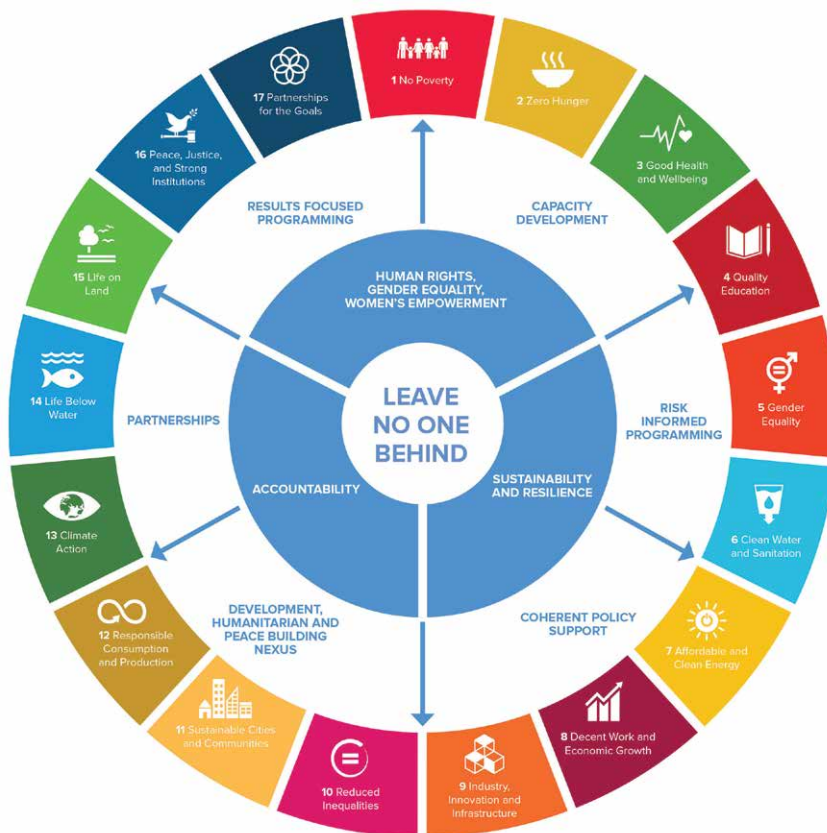 1 No Poverty
2 Zero Hunger
3 Good Health
and Wellbeing
4 Quality
Education
5 Gender
Equality
6 Clean Water
and Sanitation
7 Affordable and
Clean Energy
8 Decent Work and
Economic Growth
9 Industry,
Innovation and
Infrastructure
10 Reduced
Inequalities
11 Sustainable Cities
and Communities
12 Responsible
Consumption
and Production
13 Climate
Action
14 Life Below
Water
15 Life on
Land
16 Peace, Justice,
and Strong
Institutions
17 Partnerships
for the Goals
RESULTS FOCUSED
PROGRAMMING
CAPACITY
DEVELOPMENT
RISK
INFORMED
PROGRAMMING
COHERENT POLICY
SUPPORT
DEVELOPMENT,
HUMANITARIAN AND
PEACE BUILDING
NEXUS
PARTNERSHIPS
HUMAN RIGHTS,
GENDER EQUALITY,
WOMEN'S EMPOWERMENT
SUSTAINABILITY
AND RESILIENCE
ACCOUNTABILITY
LEAVE
NO ONE
BEHIND